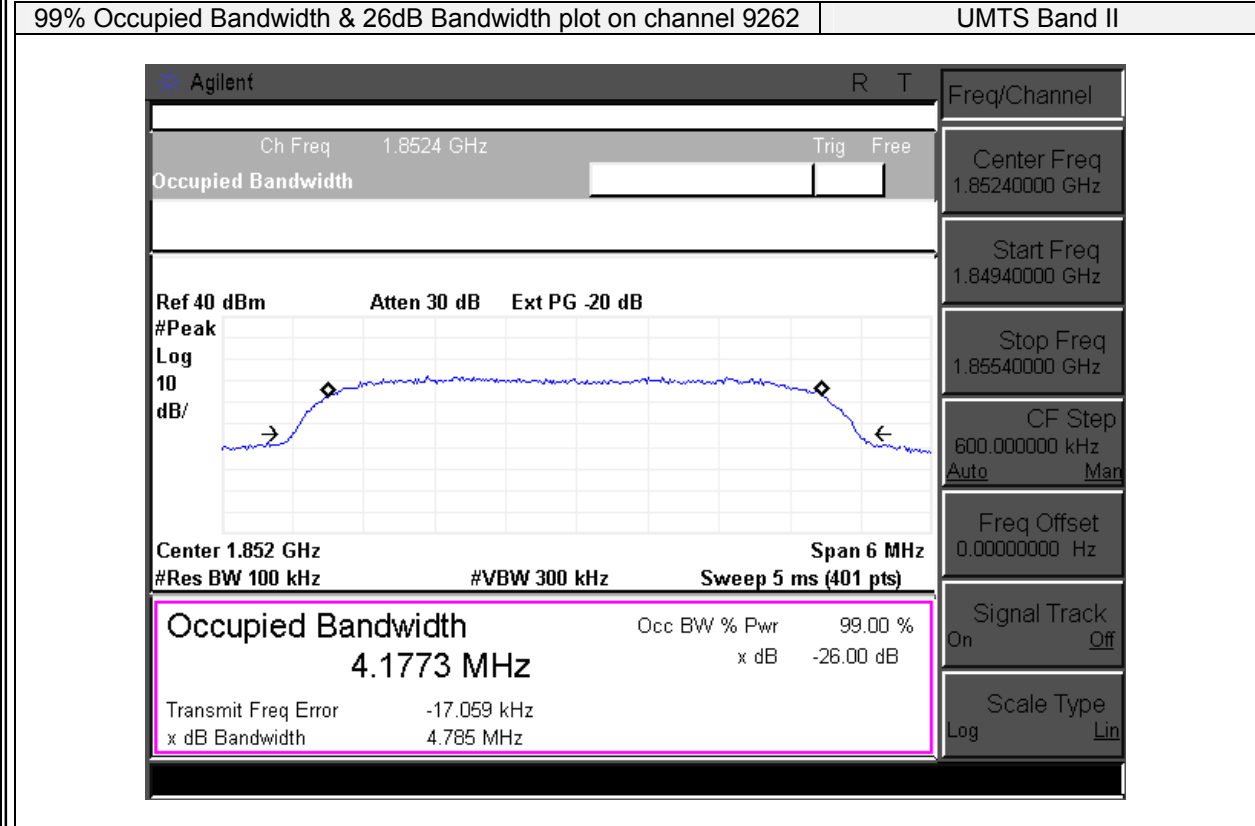 99% Occupied Bandwidth & 26dB Bandwidth plot on channel 9262 UMTS Band II
Agilent R T
Ch Freq 1.8524 GHz Trig Free
Occupied Bandwidth
Ref 40 dBm Atten 30 dB Ext PG -20 dB
#Peak
Log
10
dB/
Center 1.852 GHz Span 6 MHz
#Res BW 100 kHz #VBW 300 kHz Sweep 5 ms (401 pts)
Occupied Bandwidth Occ BW % Pwr 99.00 %
4.1773 MHz x dB -26.00 dB
Transmit Freq Error -17.059 kHz
x dB Bandwidth 4.785 MHz
Freq/Channel
Center Freq
1.85240000 GHz
Start Freq
1.84940000 GHz
Stop Freq
1.85540000 GHz
CF Step
600.000000 kHz
Auto Man
Freq Offset
0.00000000 Hz
Signal Track
On Off
Scale Type
Log Lin